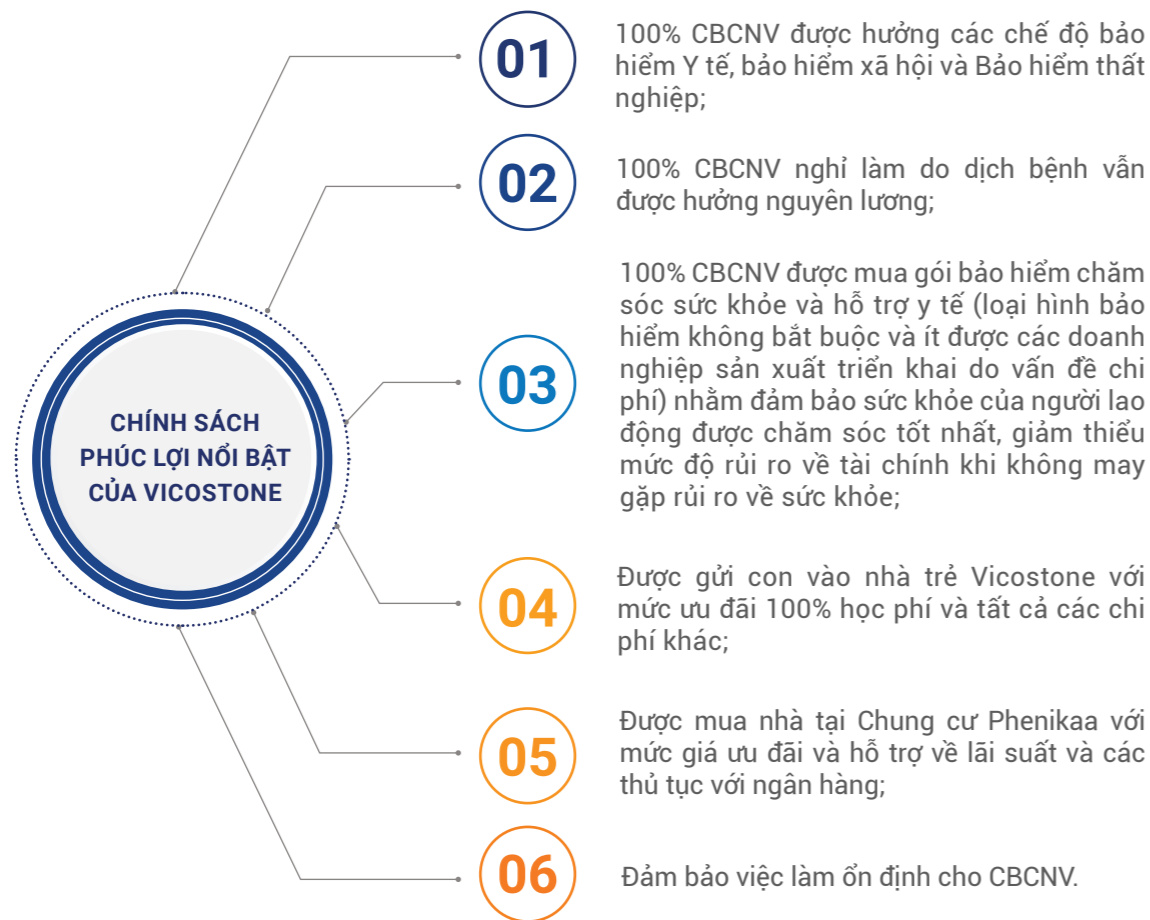 CHÍNH SÁCH
PHÚC LỢI NỔI BẬT
CỦA VICOSTONE
01
100% CBCNV được hưởng các chế độ bảo
hiểm Y tế, bảo hiểm xã hội và Bảo hiểm thất
nghiệp;
02
100% CBCNV nghỉ làm do dịch bệnh vẫn
được hưởng nguyên lương;
03
100% CBCNV được mua gói bảo hiểm chăm
sóc sức khỏe và hỗ trợ y tế (loại hình bảo
hiểm không bắt buộc và ít được các doanh
nghiệp sản xuất triển khai do vấn đề chi
phí) nhằm đảm bảo sức khỏe của người lao
động được chăm sóc tốt nhất, giảm thiểu
mức độ rủi ro về tài chính khi không may
gặp rủi ro về sức khỏe;
04
Được gửi con vào nhà trẻ Vicostone với
mức ưu đãi 100% học phí và tất cả các chi
phí khác;
05
Được mua nhà tại Chung cư Phenikaa với
mức giá ưu đãi và hỗ trợ về lãi suất và các
thủ tục với ngân hàng;
06
Đảm bảo việc làm ổn định cho CBCNV.